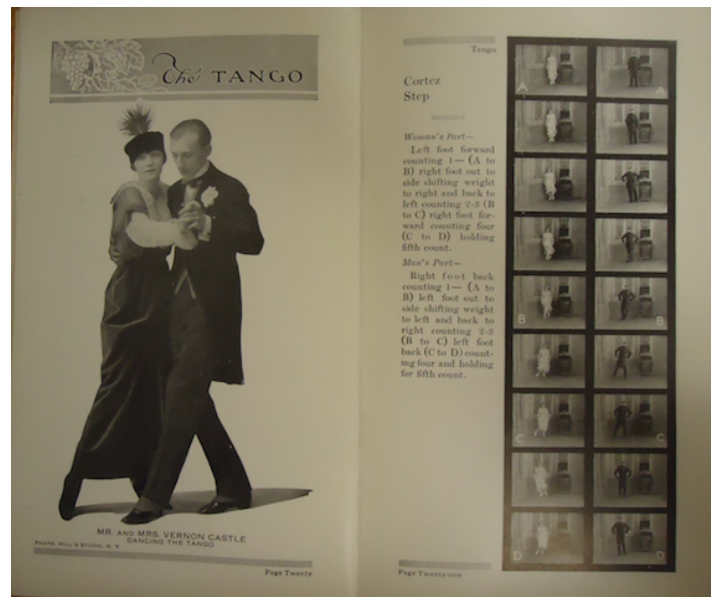 The TANGO
MR. AND MRS. VERNON CASTLE
DANCING THE TANGO
PHOTO, HILL'S STUDIO, N. Y.
Page Twenty
Tango
Cortez
Step
Woman's Part—
Left foot forward
counting 1— (A to
B) right foot out to
side shifting weight
to right and back to
left counting 2-3 (B
to C) right foot for-
ward counting four
(C to D) holding
fifth count.
Man's Part—
Right foot back
counting 1— (A to
B) left foot out to
side shifting weight
to left and back to
right counting 2-3
(B to C) left foot
back (C to D) count-
ing four and holding
for fifth count.
Page Twenty-one
A A
B B
C C
D D